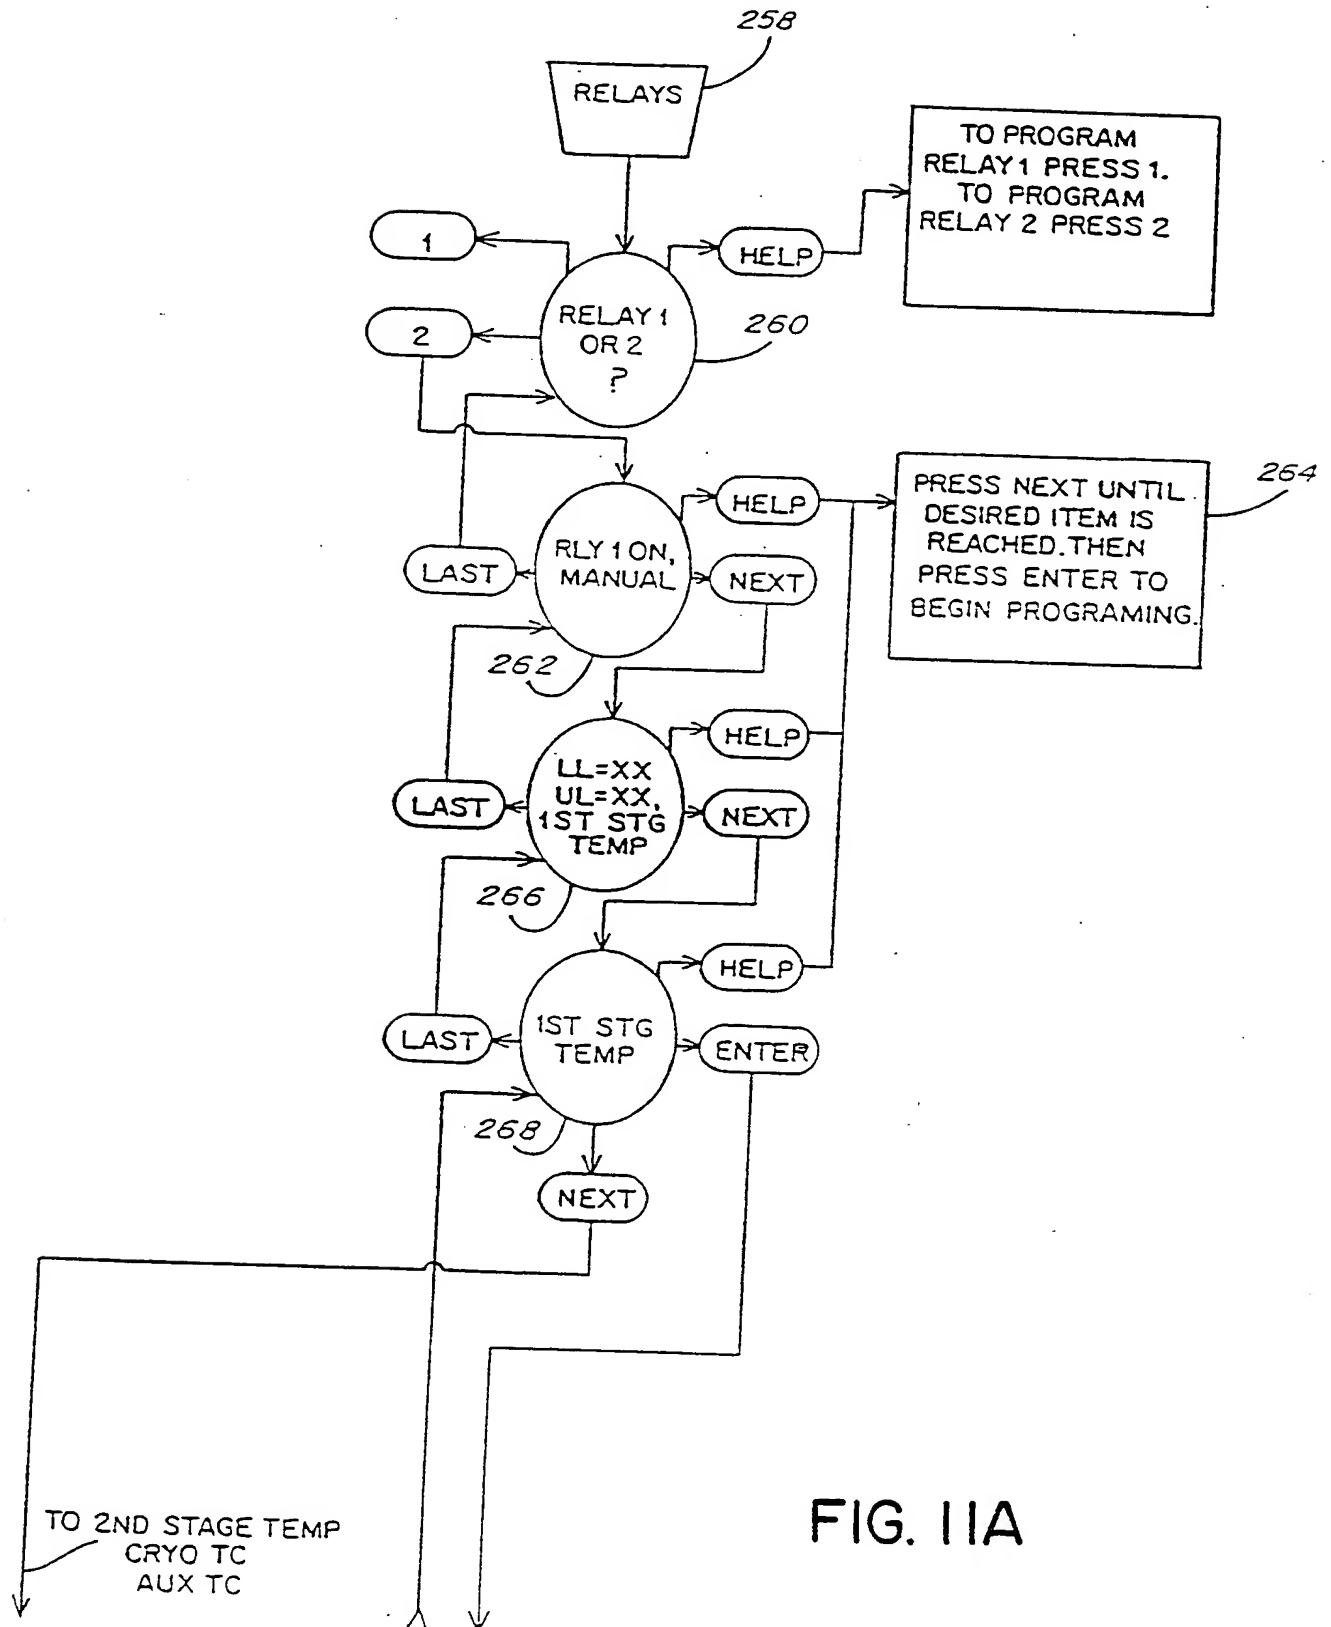 258
RELAYS
TO PROGRAM
RELAY 1 PRESS 1.
TO PROGRAM
RELAY 2 PRESS 2
1
HELP
2
RELAY 1
OR 2
?
260
264
PRESS NEXT UNTIL
DESIRED ITEM IS
REACHED. THEN
PRESS ENTER TO
BEGIN PROGRAMING.
HELP
LAST
RLY 1 ON,
MANUAL
NEXT
262
HELP
LAST
LL=XX
UL=XX,
1ST STG
TEMP
NEXT
266
HELP
LAST
1ST STG
TEMP
ENTER
268
NEXT
TO 2ND STAGE TEMP
CRYO TC
AUX TC
FIG. 11A